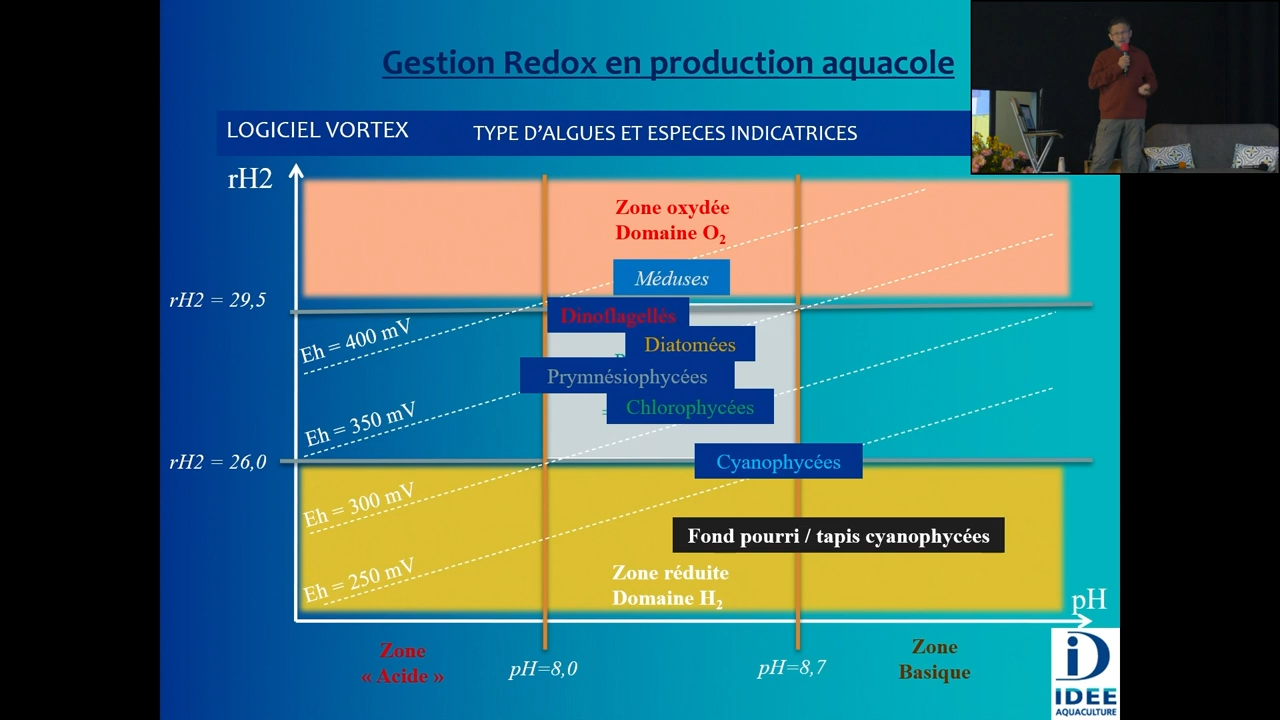 Gestion Redox en production aquacole
LOGICIEL VORTEX
TYPE D'ALGUES ET ESPECES INDICATRICES
rH2
Zone oxydée
Domaine O₂
Méduses
rH2 = 29,5
Dinoflagellés
Eh = 400 mV
Diatomées
Prymnésiophycées
Chlorophycées
Eh = 350 mV
rH2 = 26,0
Cyanophycées
Eh = 300 mV
Fond pourri / tapis cyanophycées
Eh = 250 mV
Zone réduite
Domaine H₂
pH
Zone
« Acide »
pH=8,0
pH=8,7
Zone
Basique
iD
IDEE
AQUACULTURE